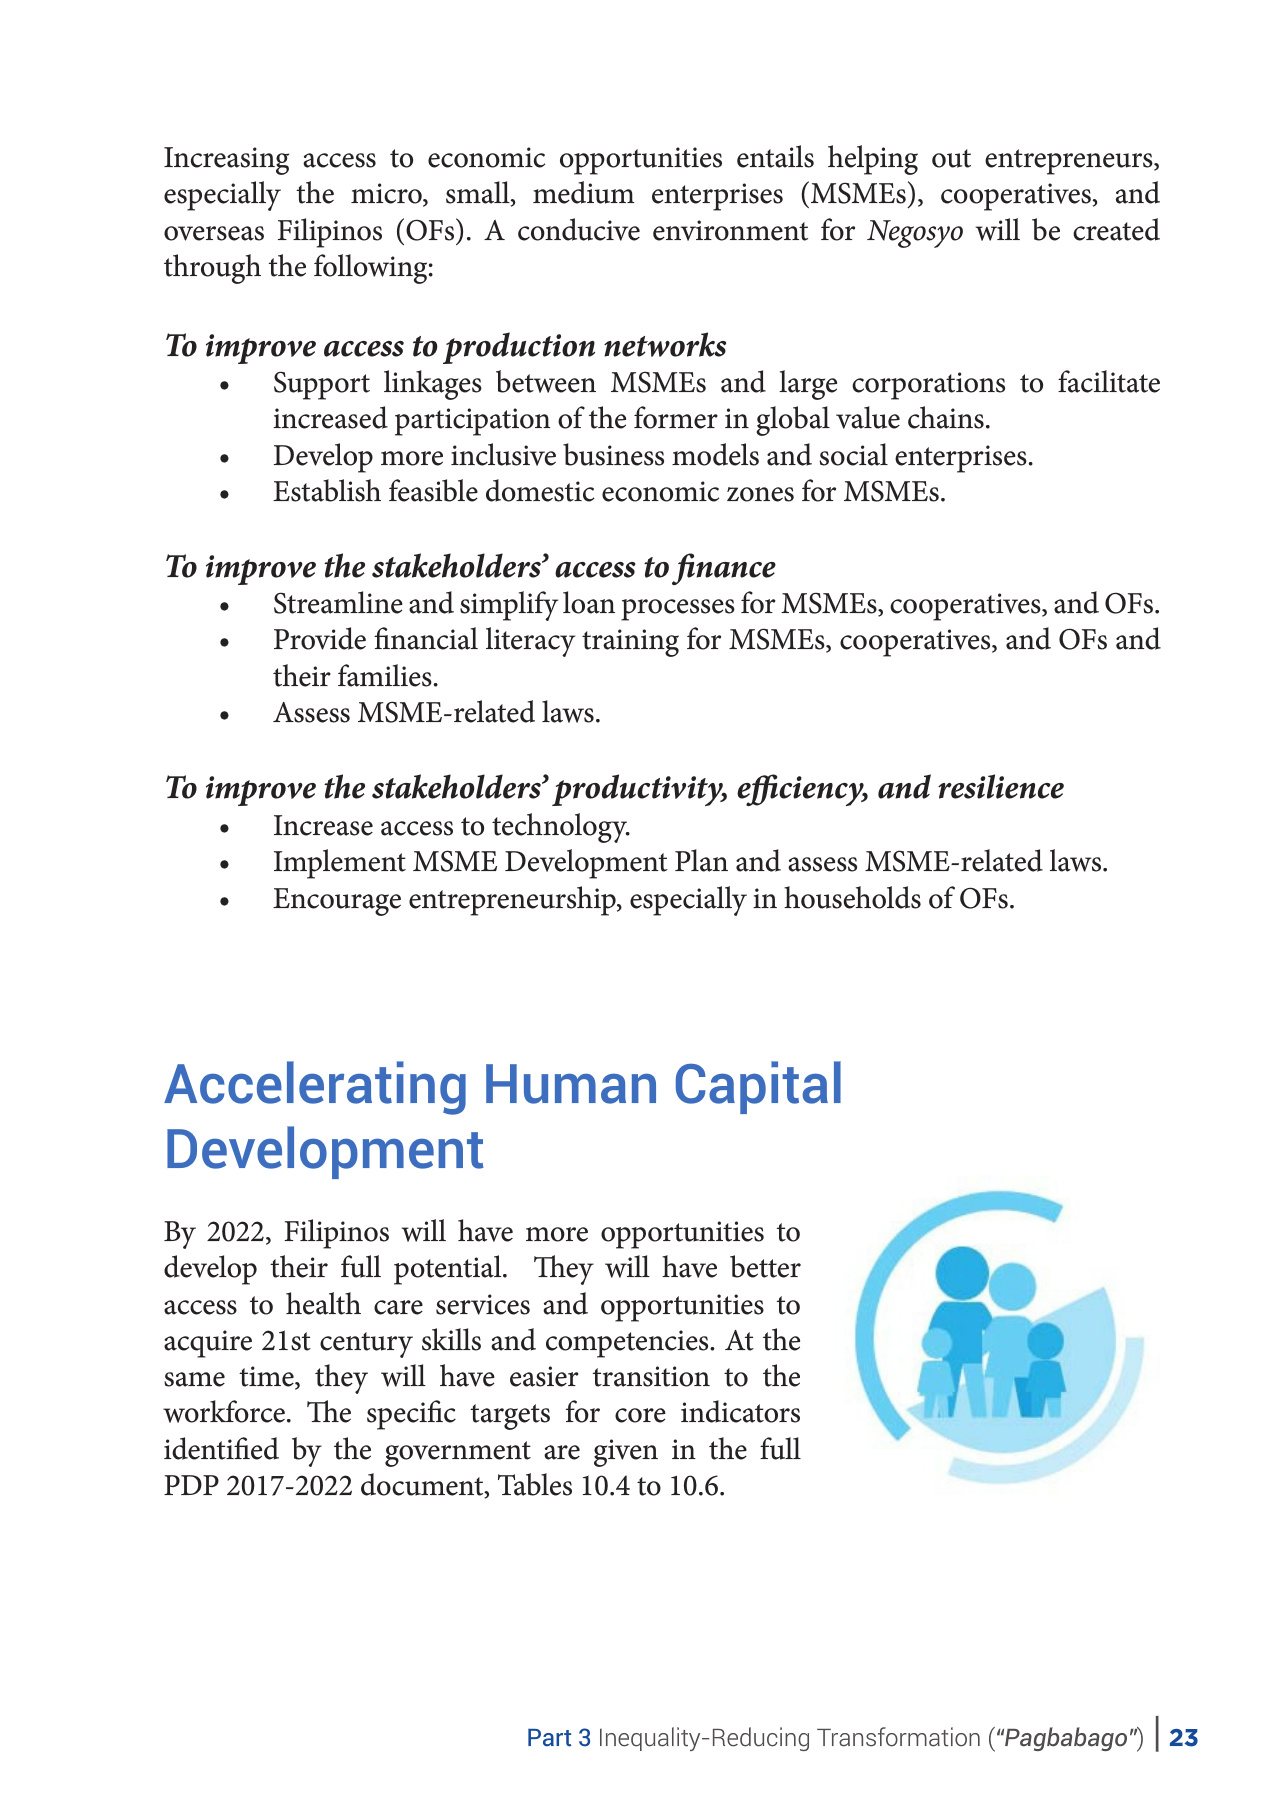 Increasing access to economic opportunities entails helping out entrepreneurs,
especially the micro, small, medium enterprises (MSMEs), cooperatives, and
overseas Filipinos (OFs). A conducive environment for Negosyo will be created
through the following:
To improve access to production networks
• Support linkages between MSMEs and large corporations to facilitate
increased participation of the former in global value chains.
• Develop more inclusive business models and social enterprises.
• Establish feasible domestic economic zones for MSMEs.
To improve the stakeholders’ access to finance
• Streamline and simplify loan processes for MSMEs, cooperatives, and OFs.
• Provide financial literacy training for MSMEs, cooperatives, and OFs and
their families.
• Assess MSME-related laws.
To improve the stakeholders’ productivity, efficiency, and resilience
• Increase access to technology.
• Implement MSME Development Plan and assess MSME-related laws.
• Encourage entrepreneurship, especially in households of OFs.
Accelerating Human Capital
Development
By 2022, Filipinos will have more opportunities to
develop their full potential. They will have better
access to health care services and opportunities to
acquire 21st century skills and competencies. At the
same time, they will have easier transition to the
workforce. The specific targets for core indicators
identified by the government are given in the full
PDP 2017-2022 document, Tables 10.4 to 10.6.
Part 3 Inequality-Reducing Transformation (“Pagbabago”) | 23